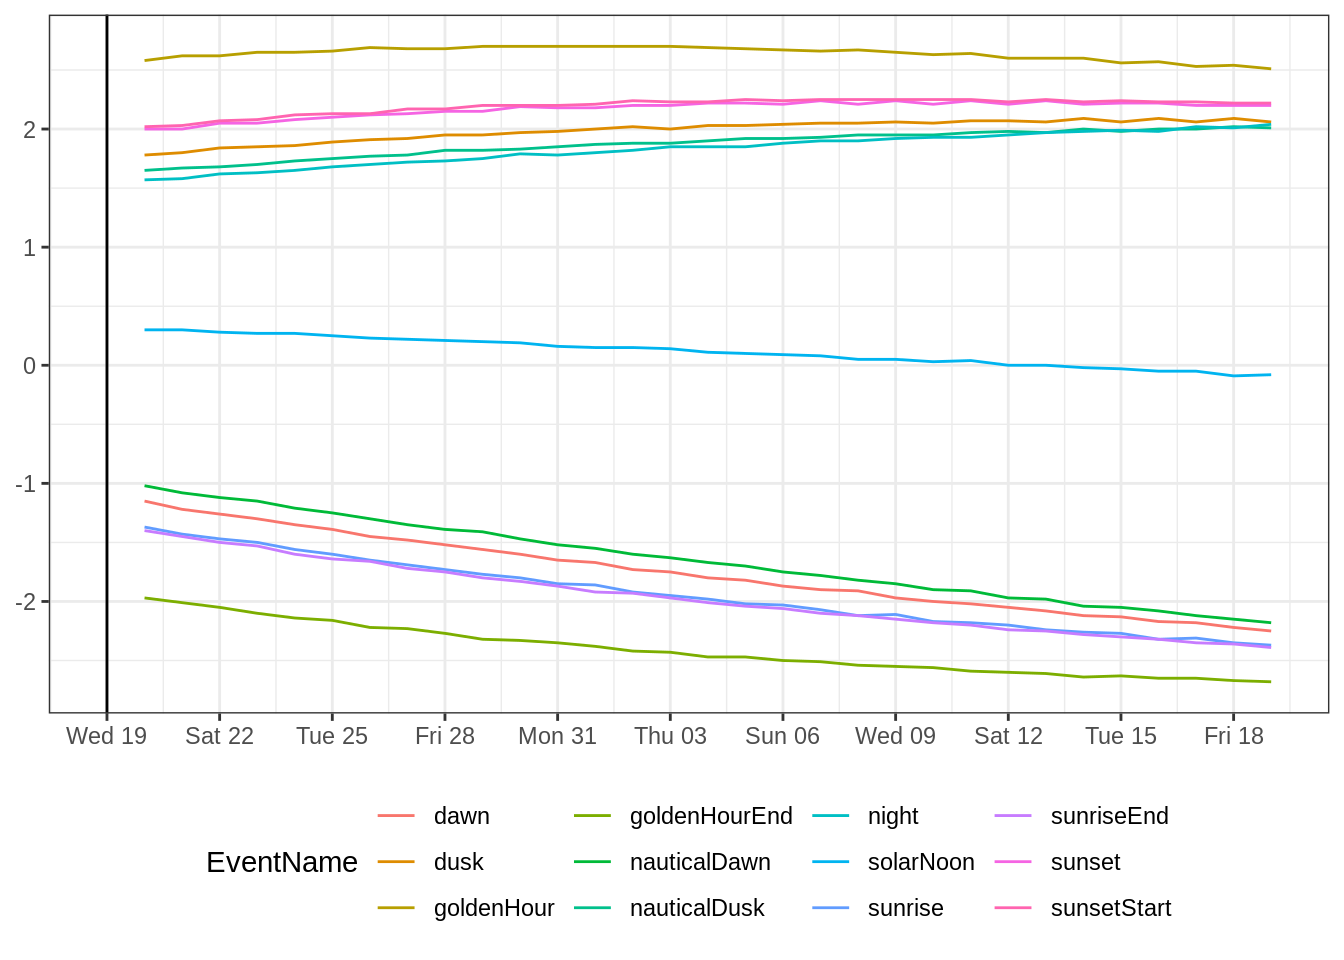 2
1
0
-1
-2
Wed 19 Sat 22 Tue 25 Fri 28 Mon 31 Thu 03 Sun 06 Wed 09 Sat 12 Tue 15 Fri 18
EventName
dawn goldenHourEnd night sunriseEnd
dusk nauticalDawn solarNoon sunset
goldenHour nauticalDusk sunrise sunsetStart